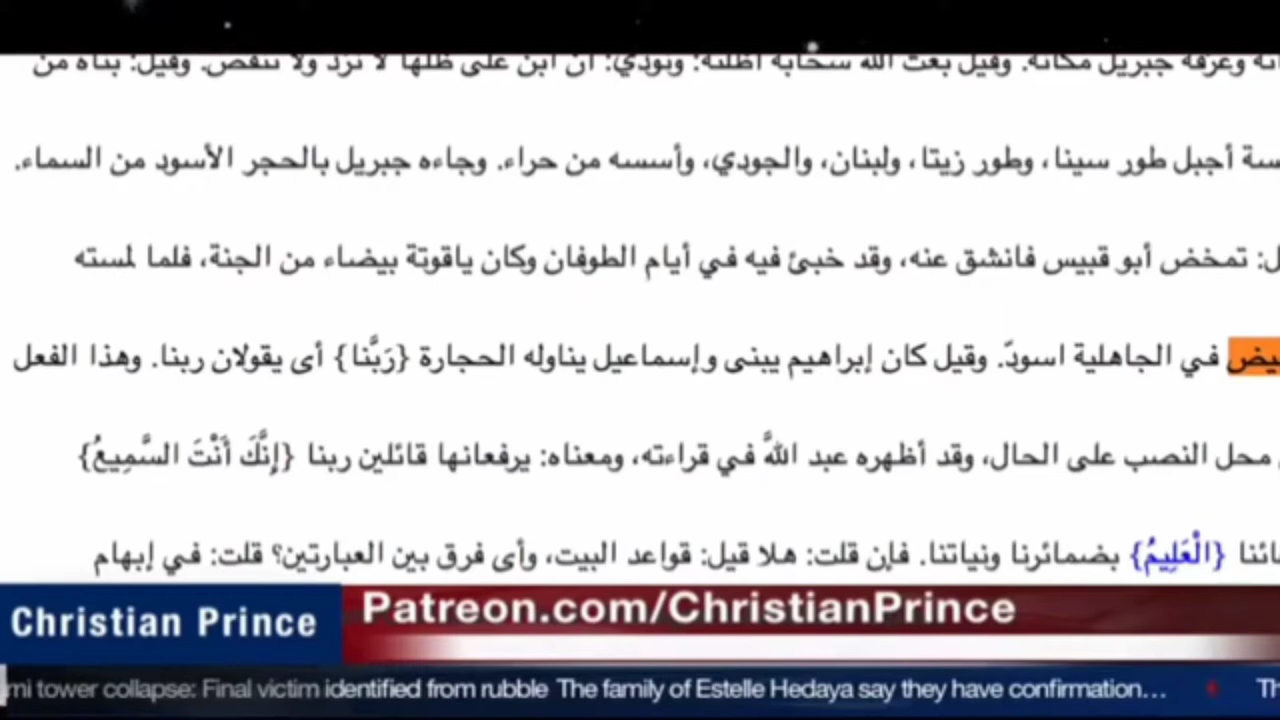 وعرفه جبريل مكانه. وقيل بعث الله سحابة أظلته: ونودي: أن ابن على ظلها لا تزد ولا تنقص. وقيل: بناه من
أجبل طور سينا، وطور زيتا، ولبنان، والجودي، وأسسه من حراء. وجاءه جبريل بالحجر الأسود من السماء.
تمخض أبو قبيس فانشق عنه، وقد خبئ فيه في أيام الطوفان وكان ياقوتة بيضاء من الجنة، فلما لمسته
في الجاهلية اسودّ. وقيل كان إبراهيم يبنى وإسماعيل يناوله الحجارة {رَبَّنا} أى يقولان ربنا. وهذا الفعل
محل النصب على الحال، وقد أظهره عبد اللهَّ في قراءته، ومعناه: يرفعانها قائلين ربنا {إِنَّكَ أَنْتَ السَّمِيعُ}
{الْعَلِيمُ} بضمائرنا ونياتنا. فإن قلت: هلا قيل: قواعد البيت، وأى فرق بين العبارتين؟ قلت: في إبهام
Christian Prince
Patreon.com/ChristianPrince
mi tower collapse: Final victim identified from rubble The family of Estelle Hedaya say they have confirmation… Th